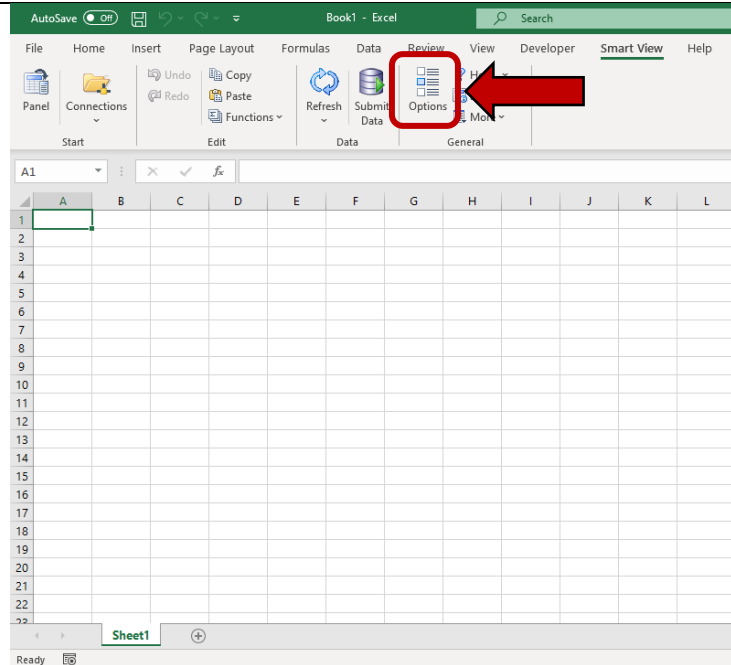 AutoSave Off Book1 - Excel Search
File Home Insert Page Layout Formulas Data Review View Developer Smart View Help
Undo Copy
Redo Paste
Panel Connections Functions Refresh Submit Data Options More
Start Edit Data General
A1 fx
A B C D E F G H I J K L
1
2
3
4
5
6
7
8
9
10
11
12
13
14
15
16
17
18
19
20
21
22
23
Sheet1
Ready